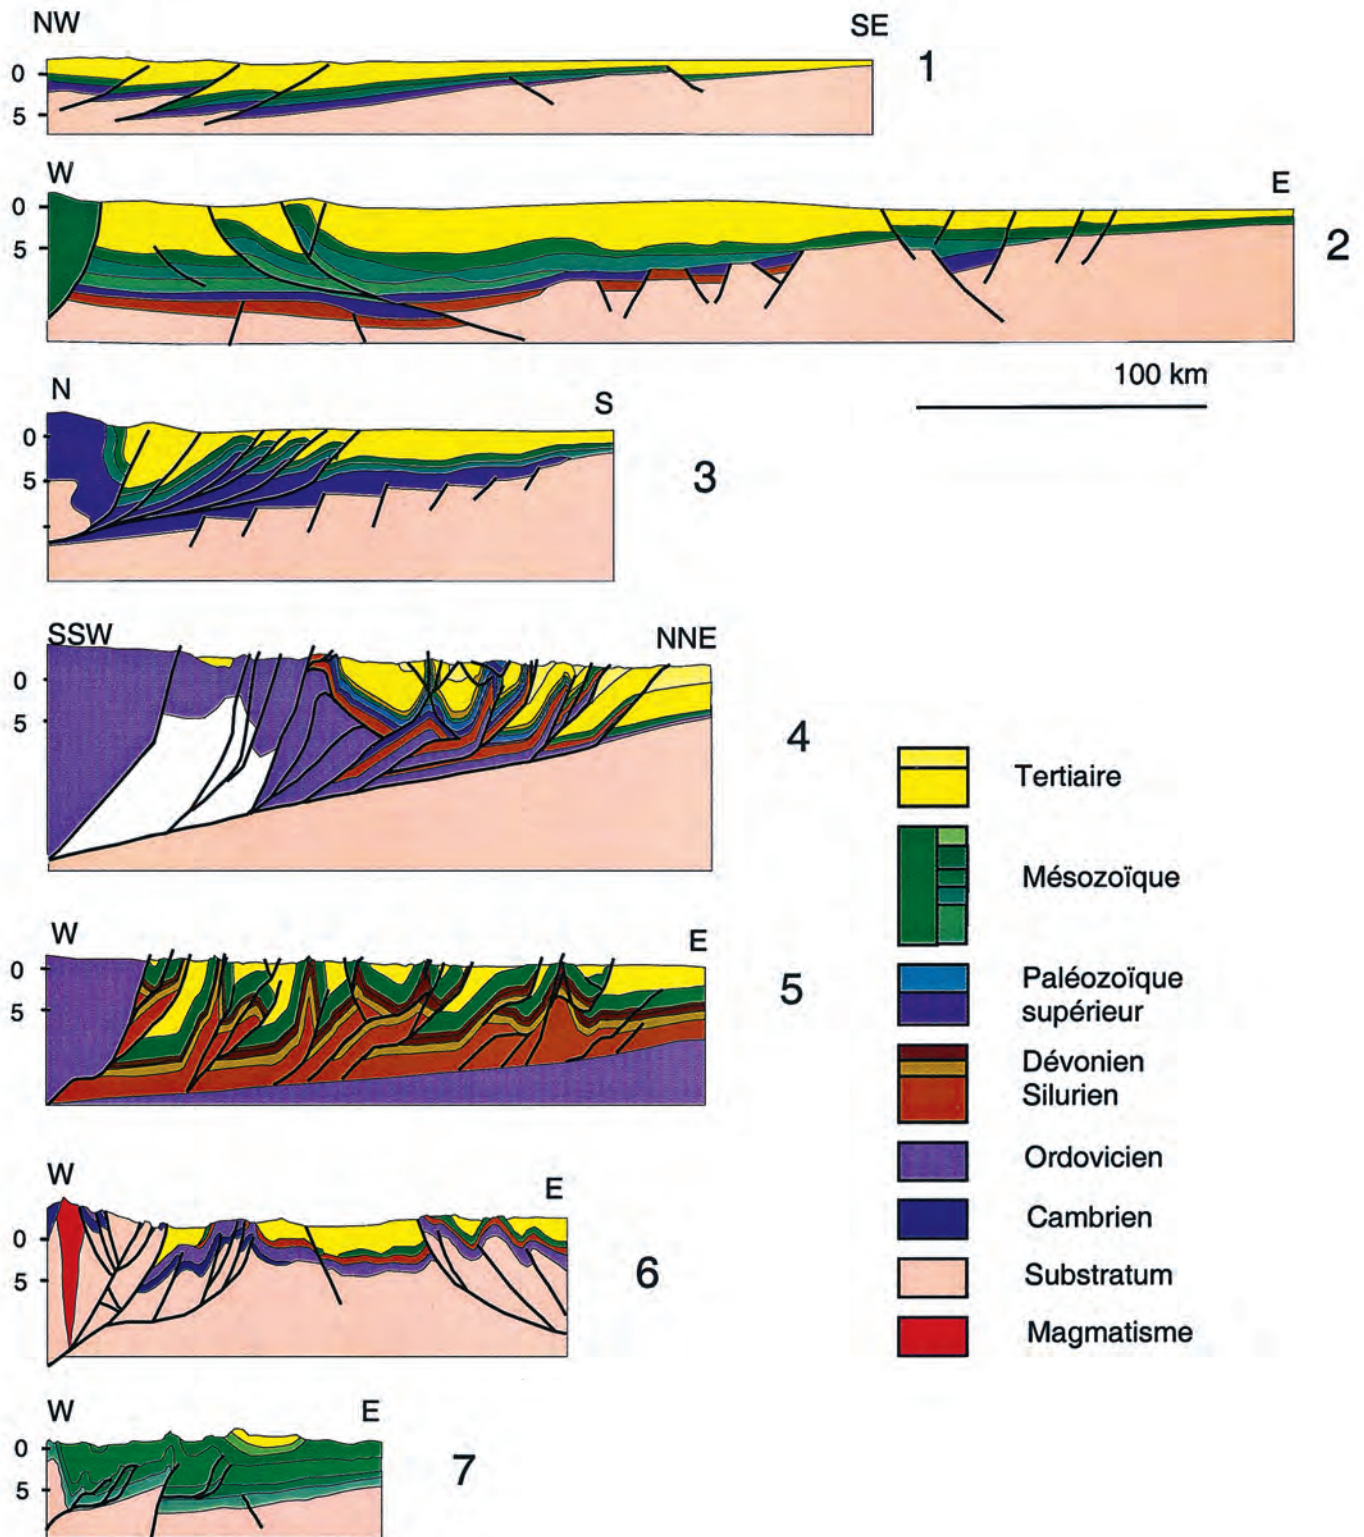 NW SE
1
0
5
W E
2
0
5
100 km
N S
3
0
5
SSW NNE
4
0
5
W E
5
0
5
W E
6
0
5
W E
7
0
5
Tertiaire
Mésozoïque
Paléozoïque
supérieur
Dévonien
Silurien
Ordovicien
Cambrien
Substratum
Magmatisme